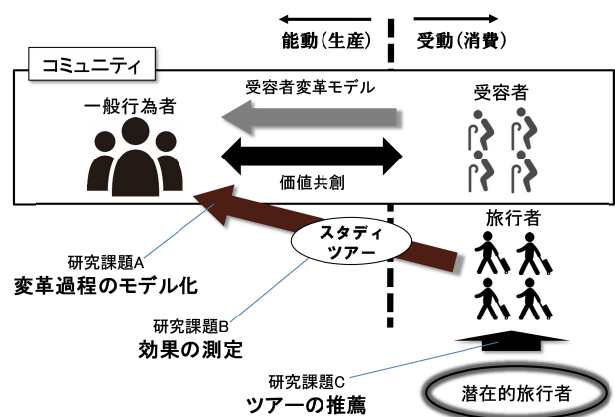 能動(生産)
受動(消費)
コミュニティ
一般行為者
受容者変革モデル
受容者
価値共創
旅行者
スタディ
ツアー
研究課題A
変革過程のモデル化
研究課題B
効果の測定
研究課題C
ツアーの推薦
潜在的旅行者